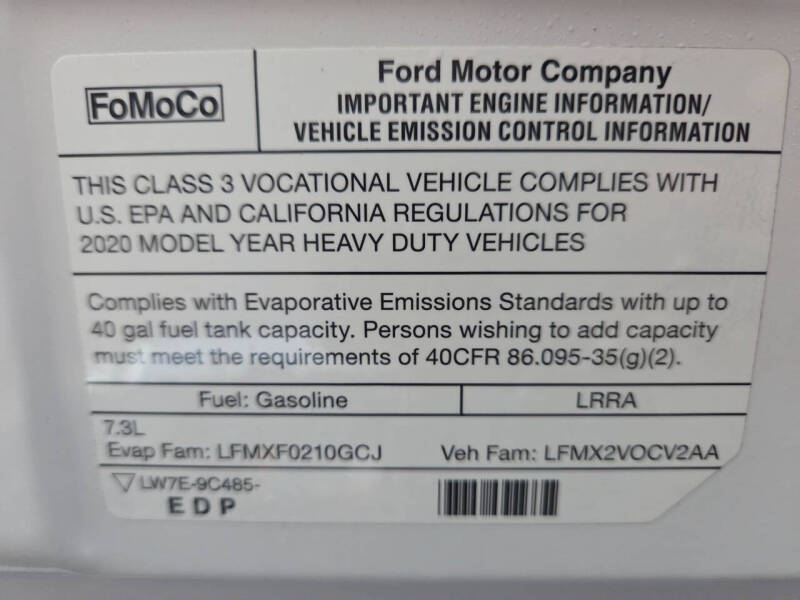 FoMoCo
Ford Motor Company
IMPORTANT ENGINE INFORMATION/
VEHICLE EMISSION CONTROL INFORMATION
THIS CLASS 3 VOCATIONAL VEHICLE COMPLIES WITH
U.S. EPA AND CALIFORNIA REGULATIONS FOR
2020 MODEL YEAR HEAVY DUTY VEHICLES
Complies with Evaporative Emissions Standards with up to
40 gal fuel tank capacity. Persons wishing to add capacity
must meet the requirements of 40CFR 86.095-35(g)(2).
Fuel: Gasoline
LRRA
7.3L
Evap Fam: LFMXF0210GCJ
Veh Fam: LFMX2VOCV2AA
LW7E-9C485-
E D P